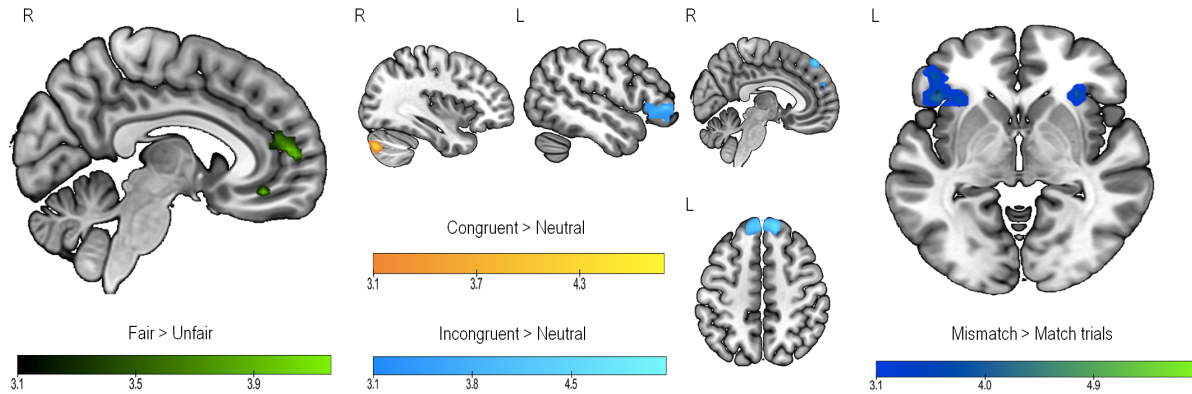 R
R
L
R
L
L
Congruent > Neutral
3.1 3.7 4.3
Fair > Unfair
3.1 3.5 3.9
Incongruent > Neutral
3.1 3.8 4.5
Mismatch > Match trials
3.1 4.0 4.9